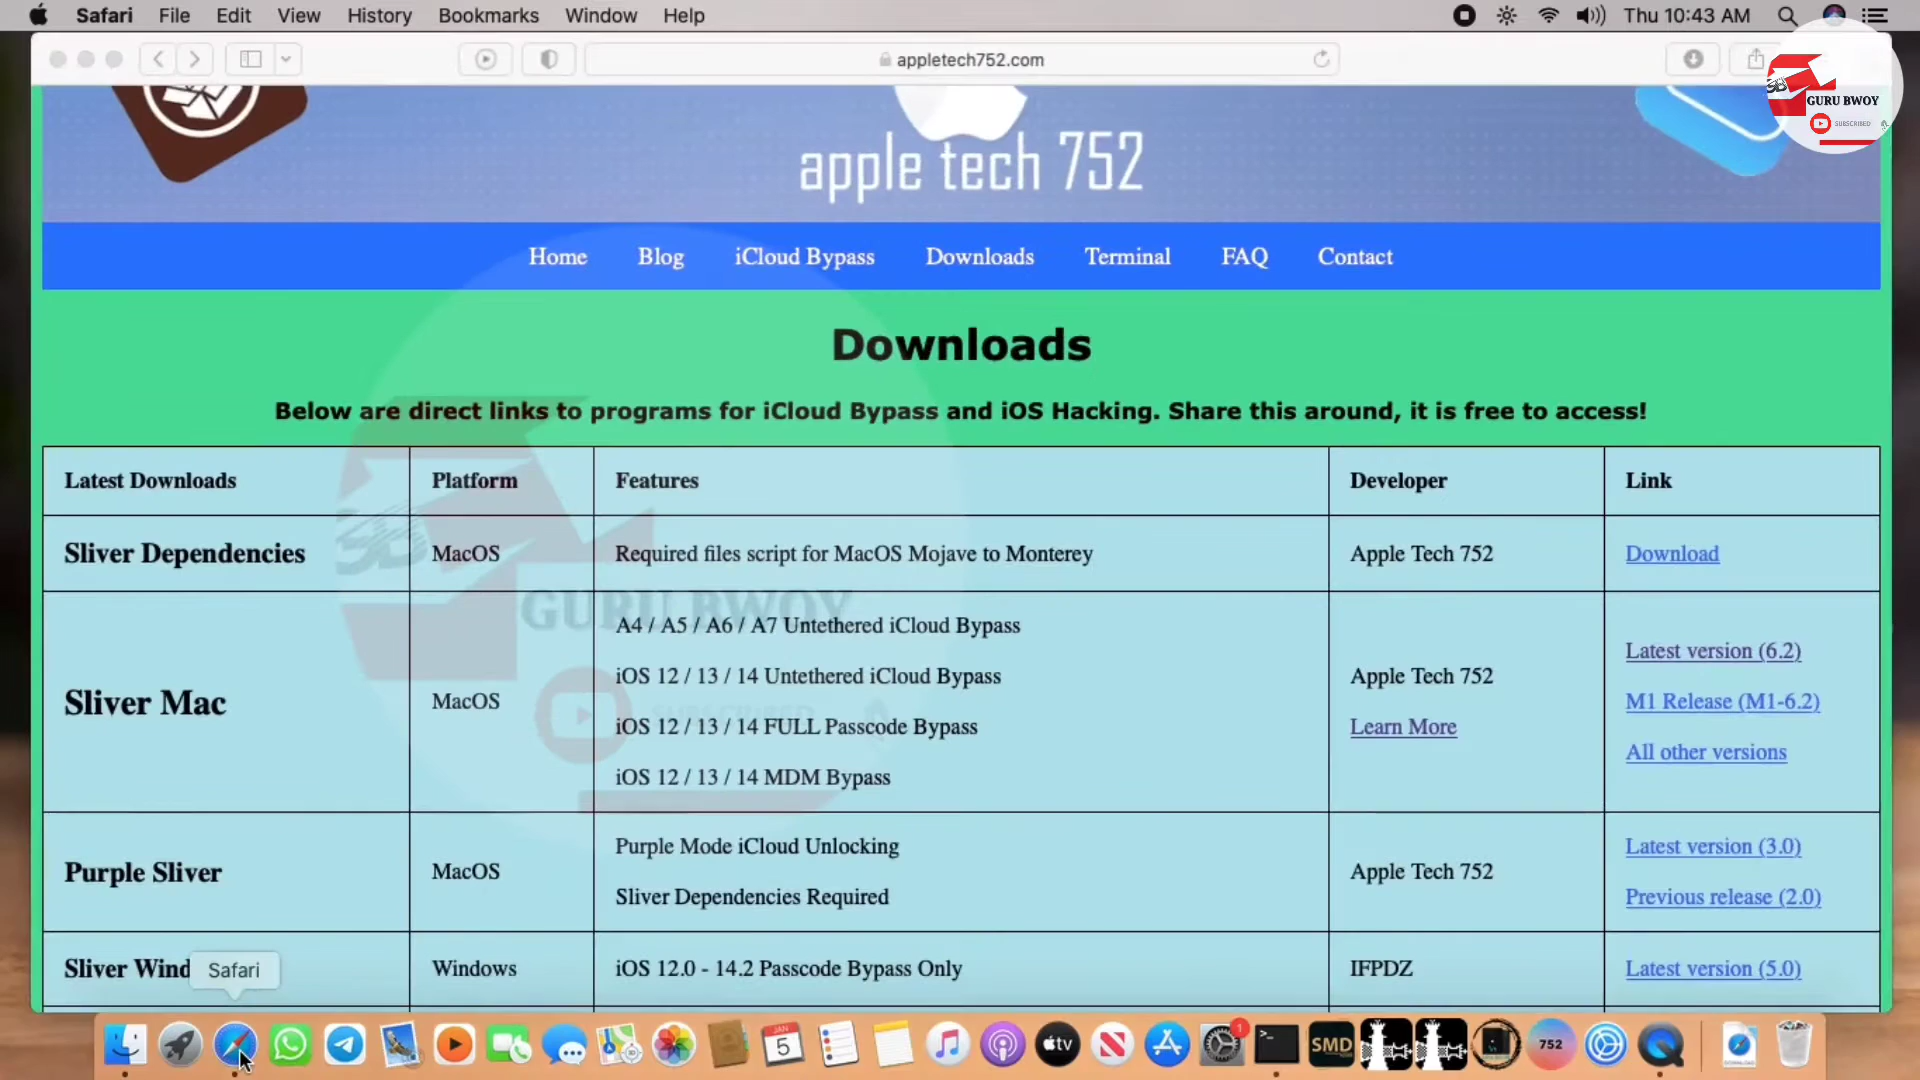 Safari File Edit View History Bookmarks Window Help Thu 10:43 AM
appletech752.com
GURU BWOY
SUBSCRIBED
apple tech 752
Home Blog iCloud Bypass Downloads Terminal FAQ Contact
Downloads
Below are direct links to programs for iCloud Bypass and iOS Hacking. Share this around, it is free to access!
Latest Downloads Platform Features Developer Link
Sliver Dependencies MacOS Required files script for MacOS Mojave to Monterey Apple Tech 752 Download
Sliver Mac MacOS
A4 / A5 / A6 / A7 Untethered iCloud Bypass
iOS 12 / 13 / 14 Untethered iCloud Bypass
iOS 12 / 13 / 14 FULL Passcode Bypass
iOS 12 / 13 / 14 MDM Bypass
Apple Tech 752
Learn More
Latest version (6.2)
M1 Release (M1-6.2)
All other versions
GURU BWOY
SUBSCRIBED
Purple Sliver MacOS
Purple Mode iCloud Unlocking
Sliver Dependencies Required
Apple Tech 752
Latest version (3.0)
Previous release (2.0)
Sliver Wind Windows iOS 12.0 - 14.2 Passcode Bypass Only IFPDZ Latest version (5.0)
Safari
JAN
5
tv
1
SMD
752